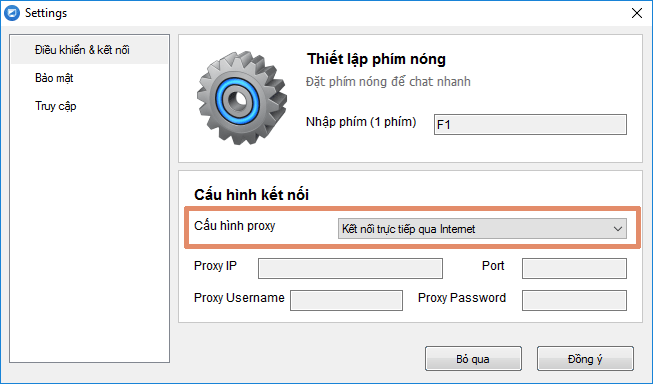 Settings
Điều khiển & kết nối
Bảo mật
Truy cập
Thiết lập phím nóng
Đặt phím nóng để chat nhanh
Nhập phím (1 phím) F1
Cấu hình kết nối
Cấu hình proxy Kết nối trực tiếp qua Internet
Proxy IP Port
Proxy Username Proxy Password
Bỏ qua Đồng ý